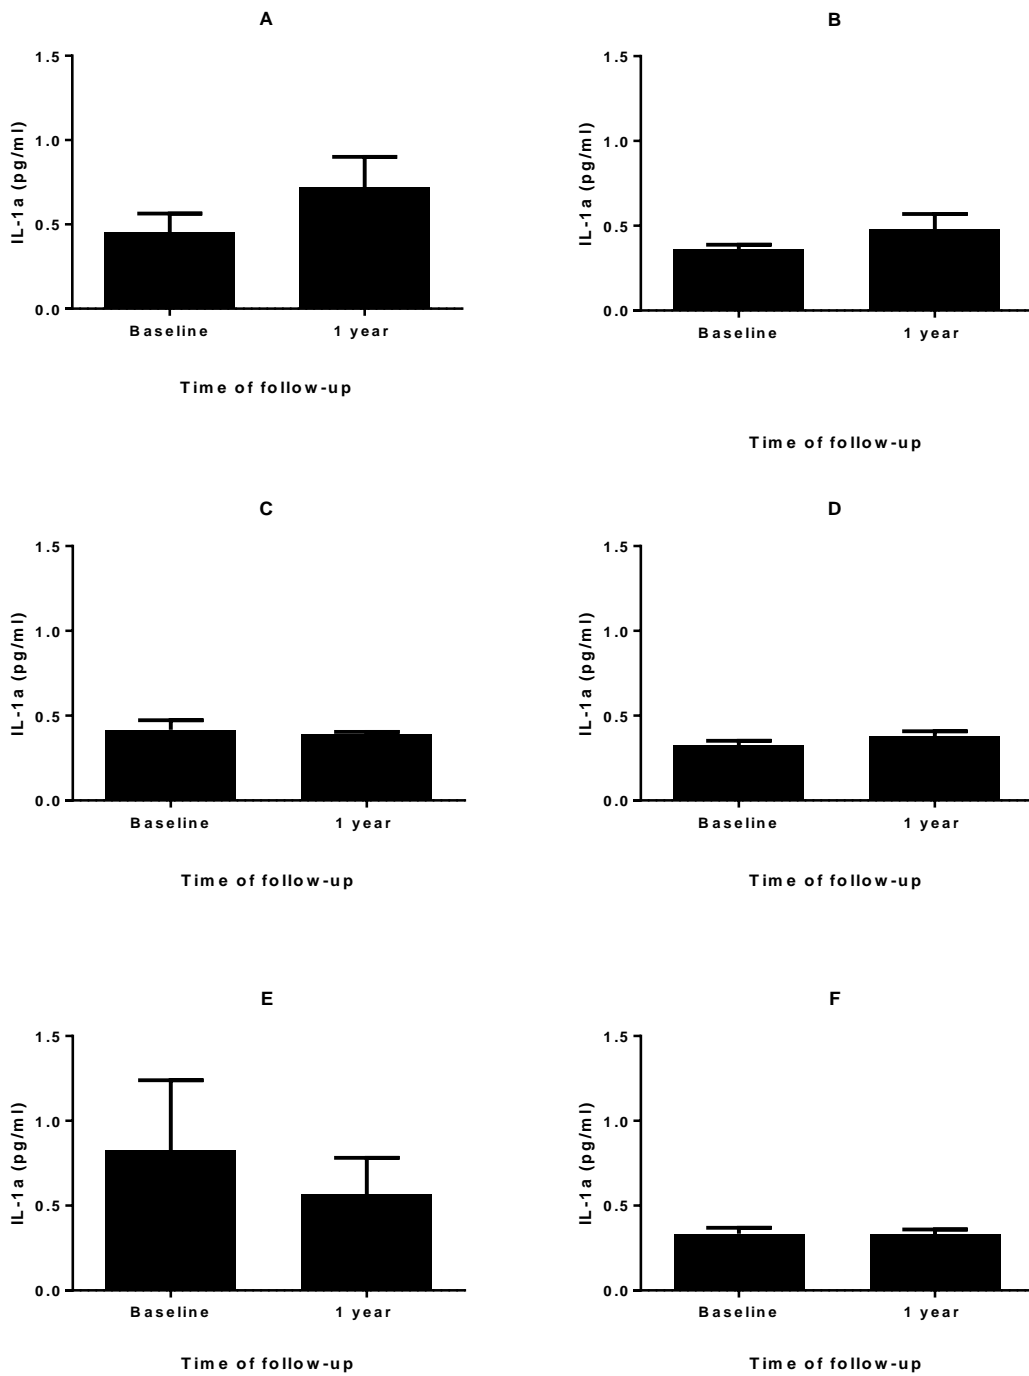 A
1.5
1.0
0.5
0.0
IL-1a (pg/ml)
Baseline 1 year
Time of follow-up
B
1.5
1.0
0.5
0.0
IL-1a (pg/ml)
Baseline 1 year
Time of follow-up
C
1.5
1.0
0.5
0.0
IL-1a (pg/ml)
Baseline 1 year
Time of follow-up
D
1.5
1.0
0.5
0.0
IL-1a (pg/ml)
Baseline 1 year
Time of follow-up
E
1.5
1.0
0.5
0.0
IL-1a (pg/ml)
Baseline 1 year
Time of follow-up
F
1.5
1.0
0.5
0.0
IL-1a (pg/ml)
Baseline 1 year
Time of follow-up